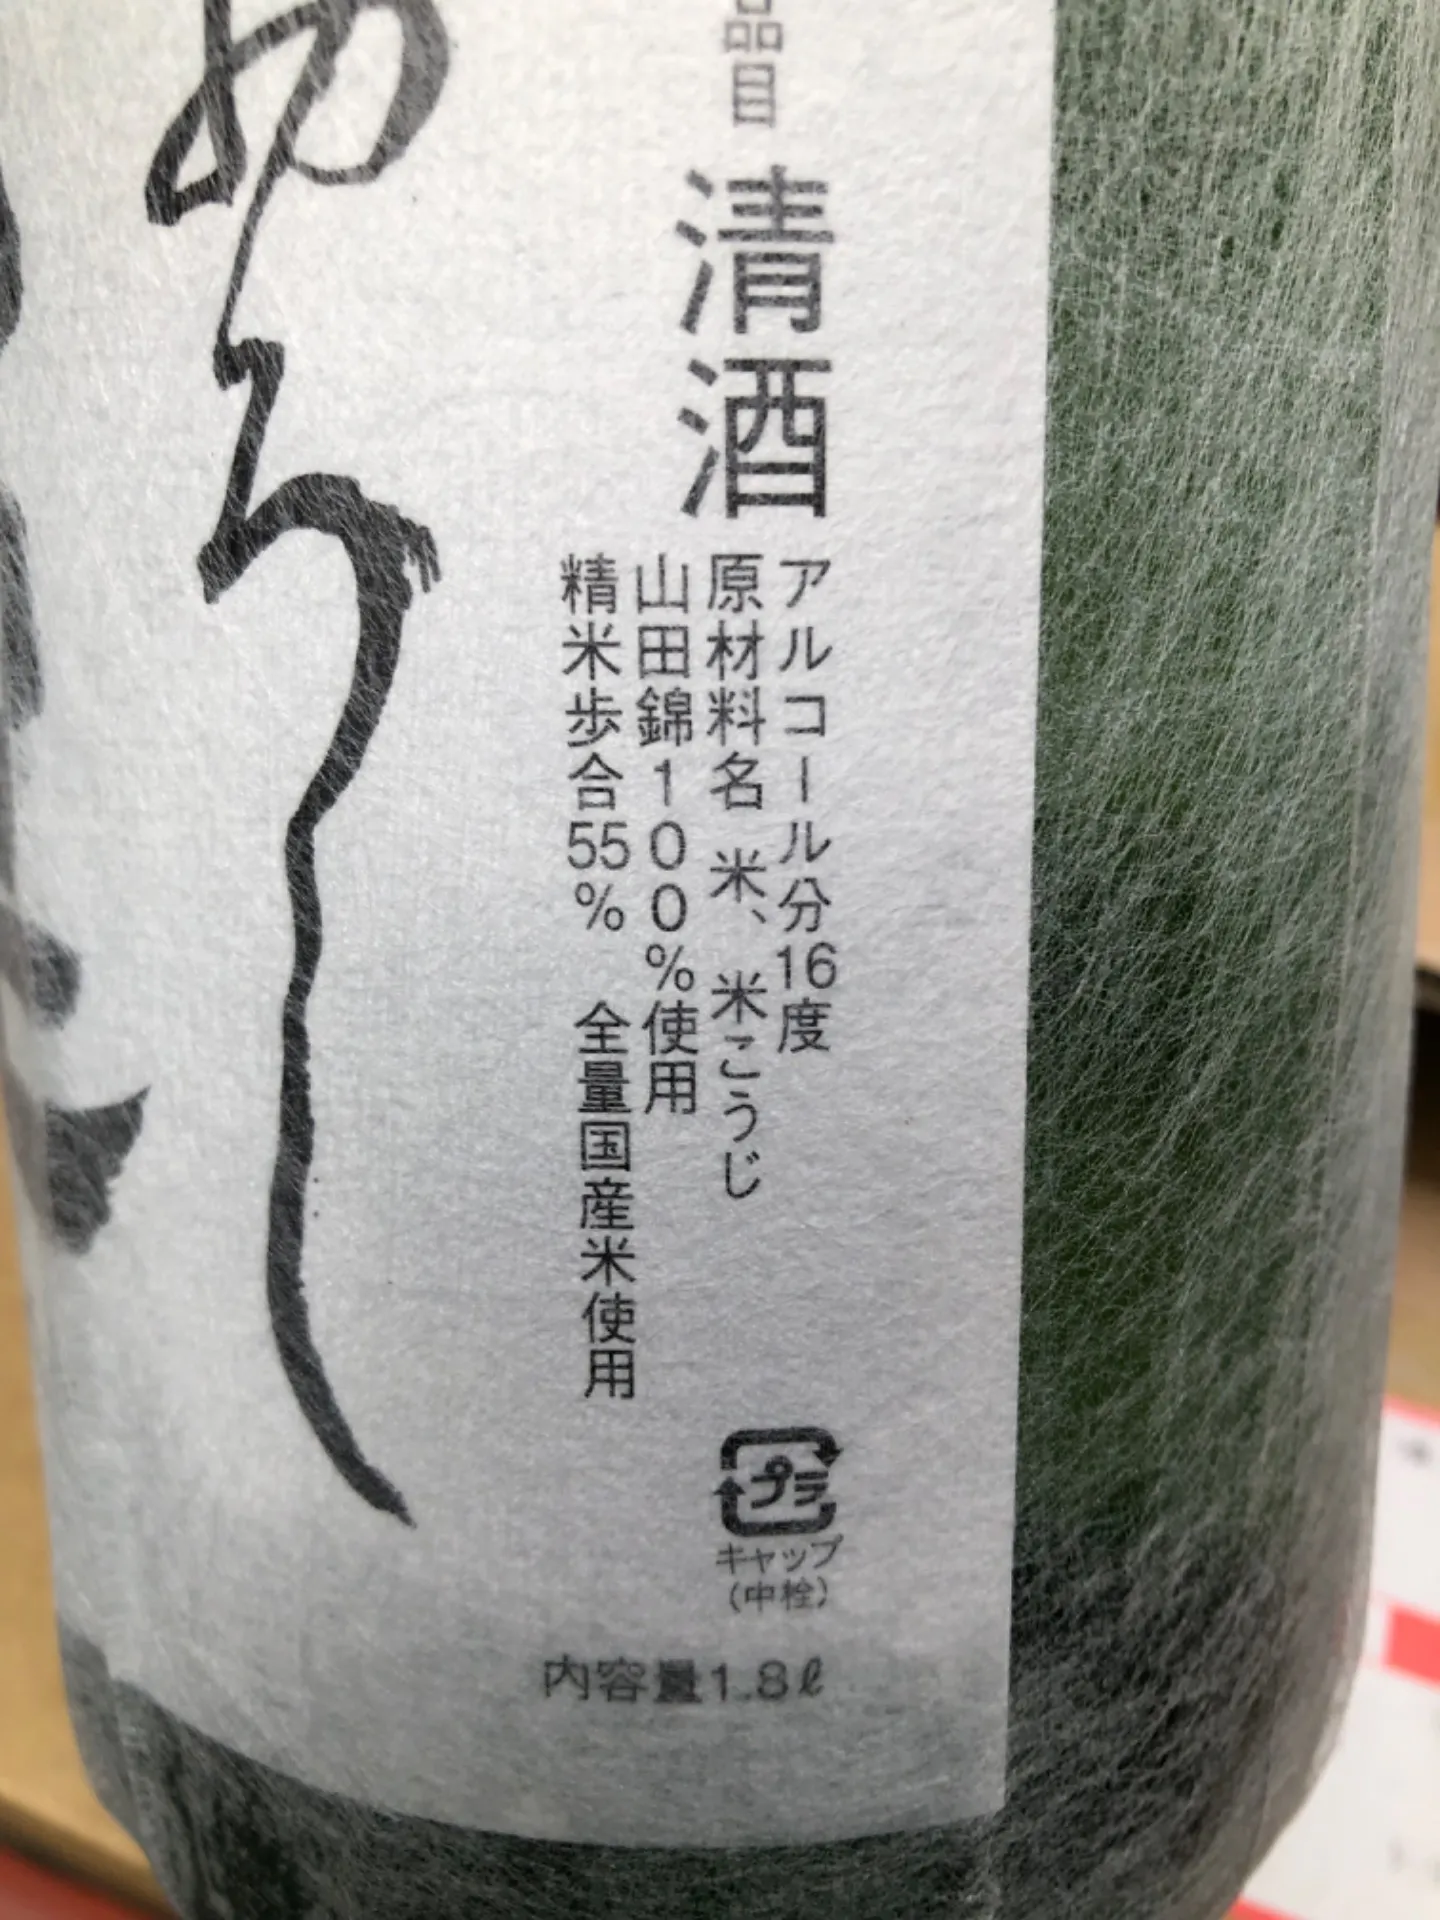 品目
清酒
アルコール分16度
原材料名 米、米こうじ
山田錦100%使用
精米歩合55% 全量国産米使用
プラ
キャップ
(中栓)
内容量1.8ℓ